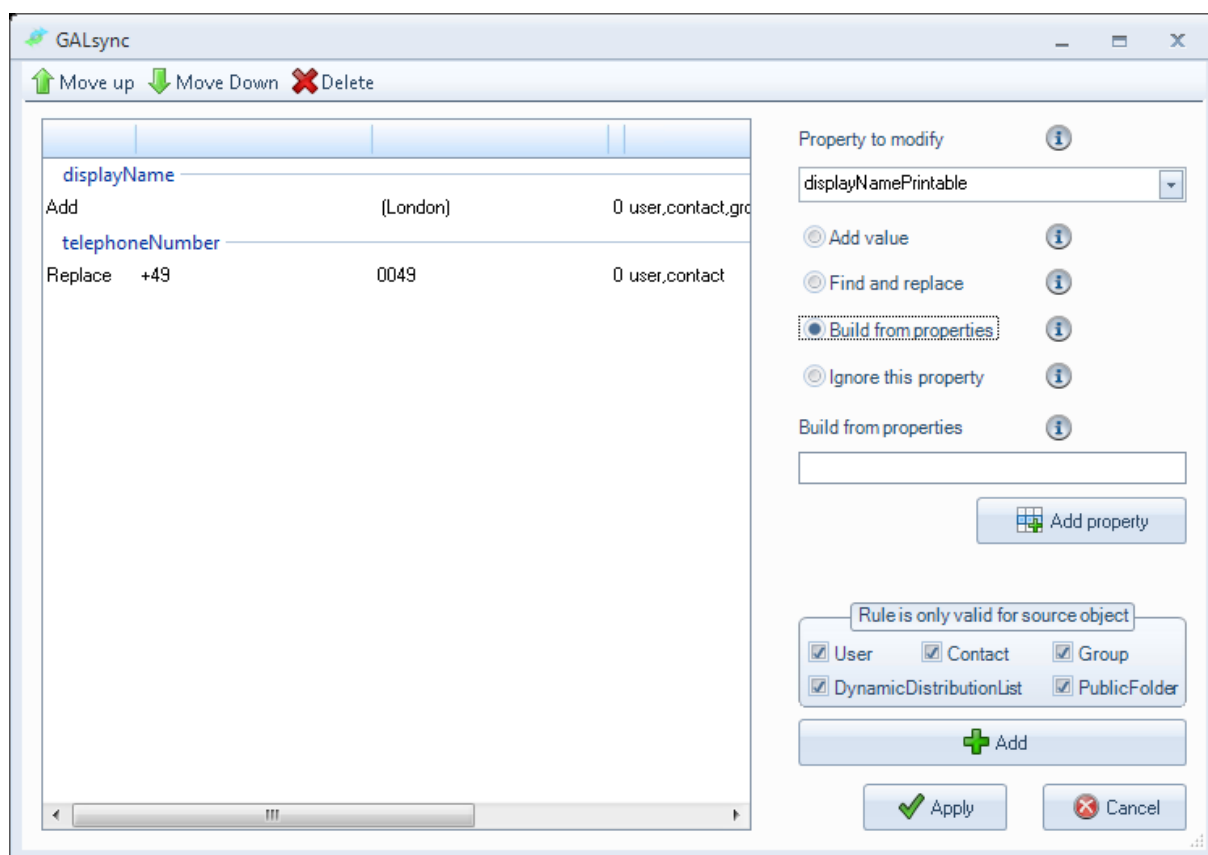 GALsync
Move up Move Down Delete
displayName
Add (London) 0 user,contact,gro
telephoneNumber
Replace +49 0049 0 user,contact
Property to modify
displayNamePrintable
Add value
Find and replace
Build from properties
Ignore this property
Build from properties
Add property
Rule is only valid for source object
User Contact Group
DynamicDistributionList PublicFolder
Add
Apply Cancel